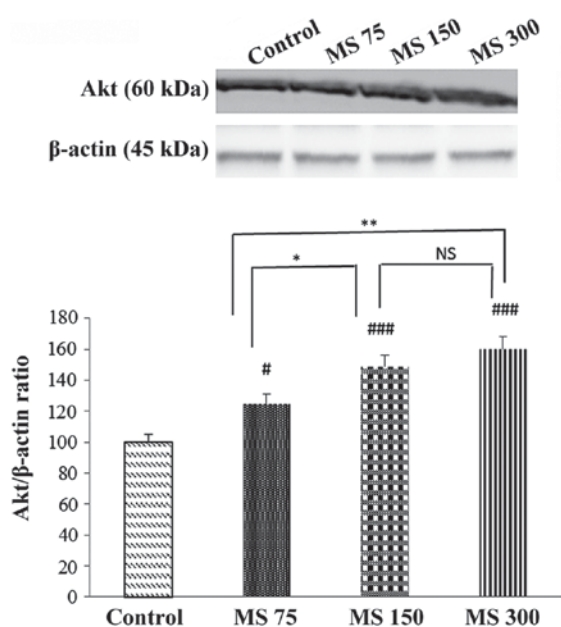 Control MS 75 MS 150 MS 300
Akt (60 kDa)
β-actin (45 kDa)
**
* NS
# ### ###
Akt/β-actin ratio
180
160
140
120
100
80
60
40
20
0
Control MS 75 MS 150 MS 300